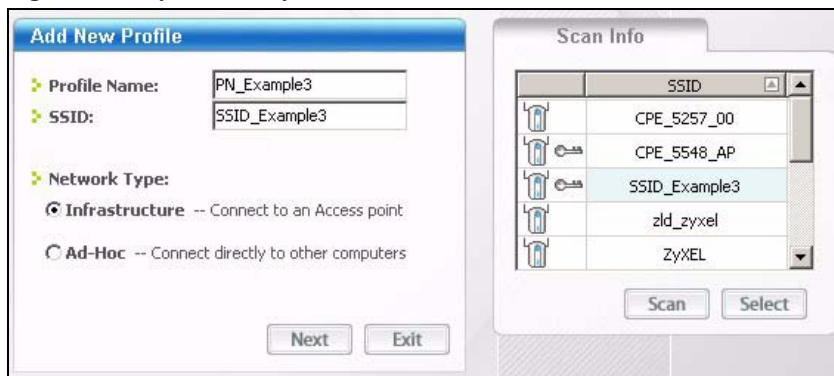 Add New Profile
Profile Name: PN_Example3
SSID: SSID_Example3
Network Type:
Infrastructure -- Connect to an Access point
Ad-Hoc -- Connect directly to other computers
Next Exit
Scan Info
SSID
CPE_5257_00
CPE_5548_AP
SSID_Example3
zld_zyxel
ZyXEL
Scan Select